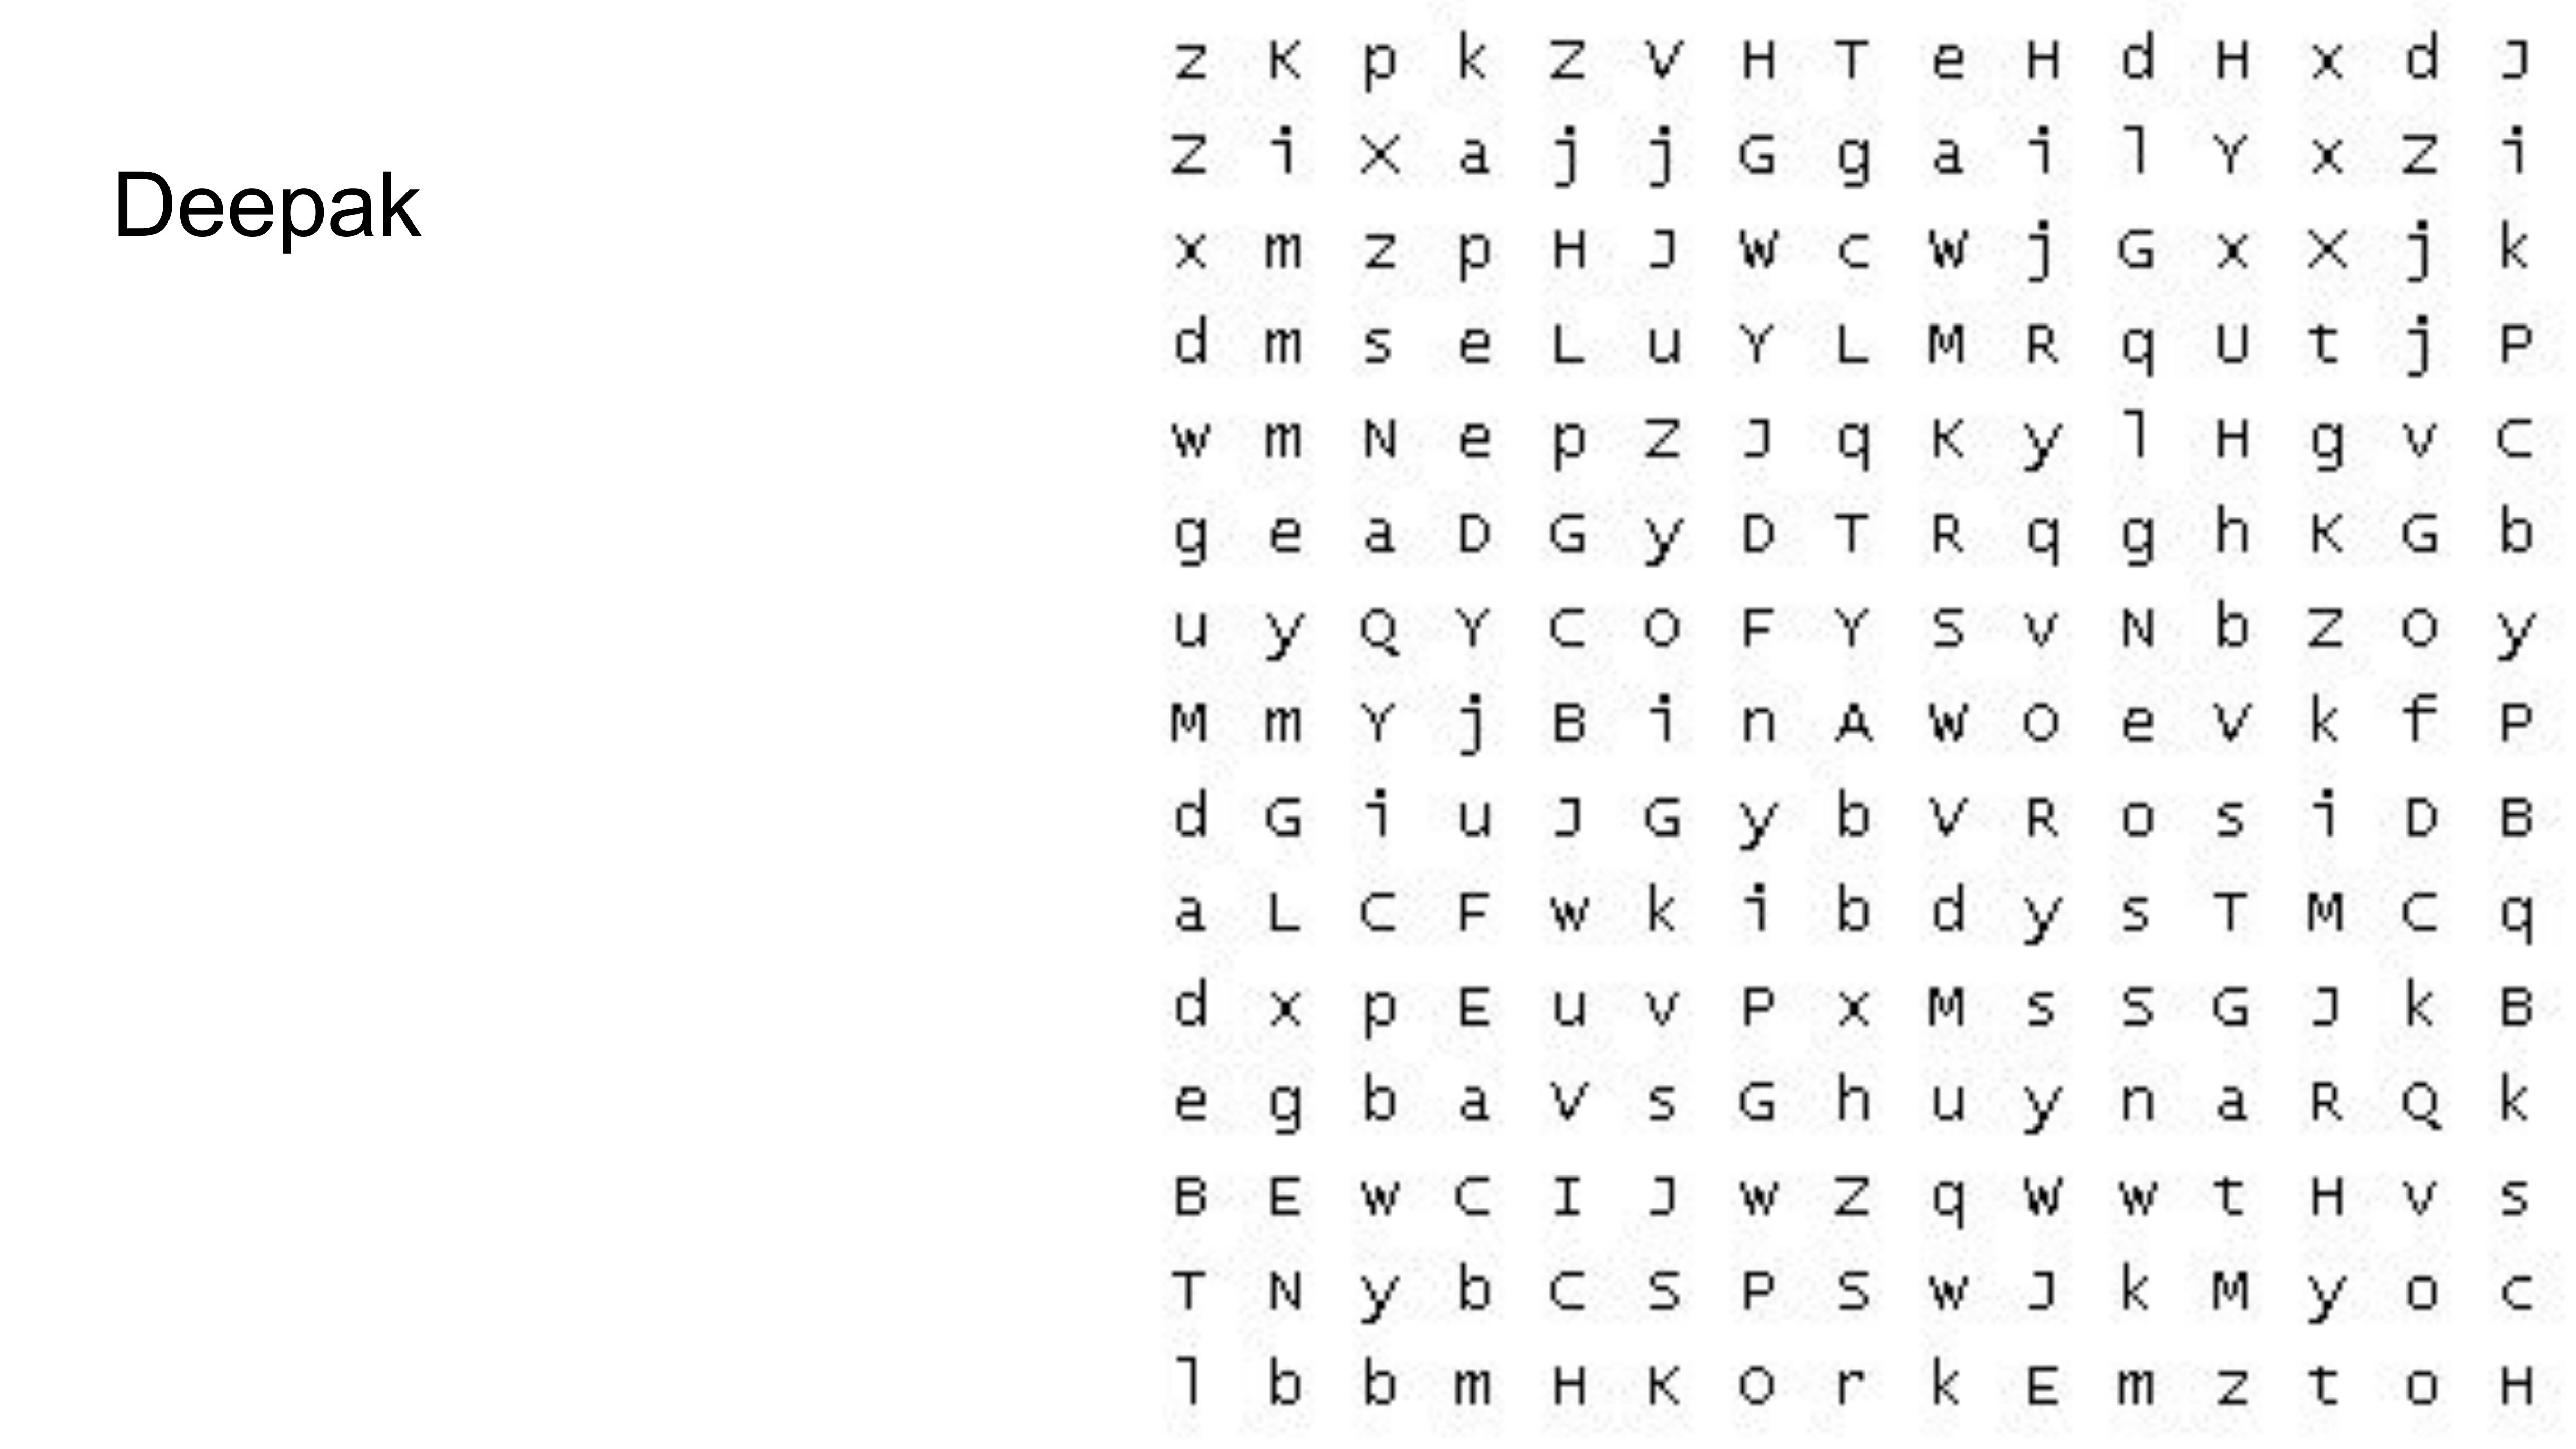 Deepak
z K p k Z V H T e H d H x d J
Z i X a j j G g a i l Y x Z i
x m z p H J W c W j G x X j k
d m s e L u Y L M R q U t j P
w m N e p Z J q K y l H g v C
g e a D G y D T R q g h K G b
u y Q Y C O F Y S v N b Z O y
M m Y j B i n A W O e V k f P
d G i u J G y b V R o s i D B
a L C F w k i b d y s T M C q
d x p E u v P x M s S G J k B
e g b a V s G h u y n a R Q k
B E w C I J w Z q W w t H v s
T N y b C S P S w J k M y o c
l b b m H K O r k E m z t o H